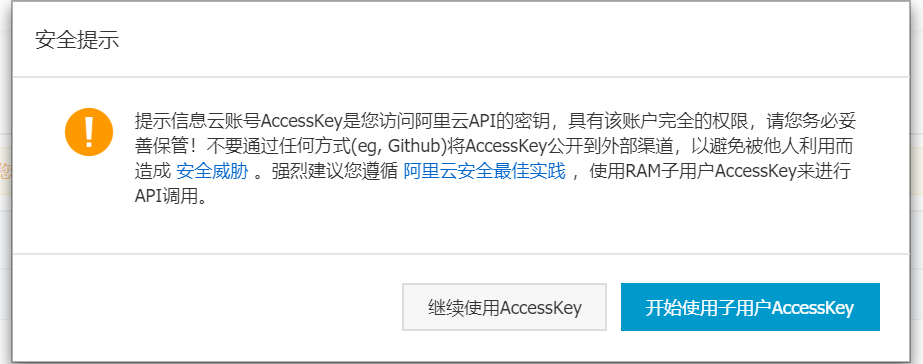 安全提示
提示信息云账号AccessKey是您访问阿里云API的密钥，具有该账户完全的权限，请您务必妥
善保管！不要通过任何方式(eg, Github)将AccessKey公开到外部渠道，以避免被他人利用而
造成 安全威胁 。强烈建议您遵循 阿里云安全最佳实践 ，使用RAM子用户AccessKey来进行
API调用。
继续使用AccessKey
开始使用子用户AccessKey